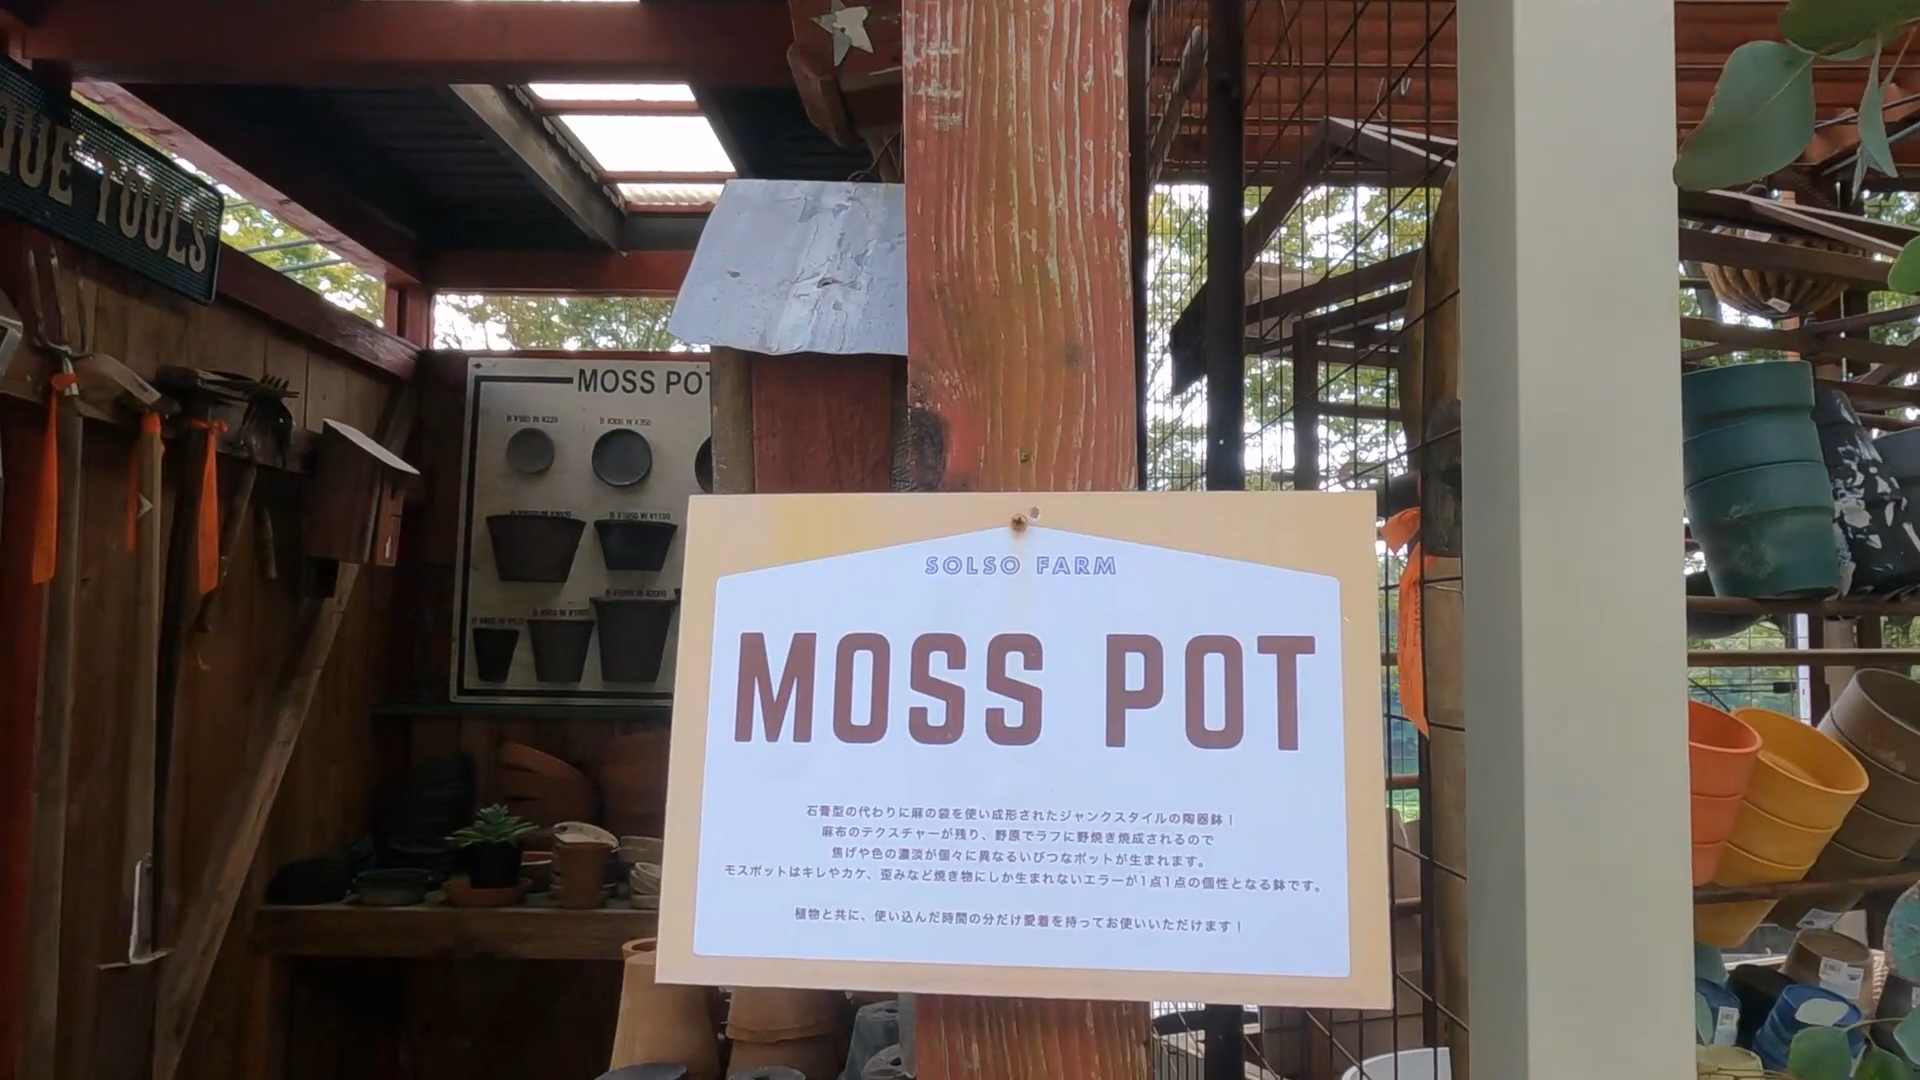 TOOLS
MOSS POT
SOLSO FARM
MOSS POT
石膏型の代わりに麻の袋を使い成形されたジャンクスタイルの陶器鉢！
麻布のテクスチャーが残り、野原でラフに野焼き焼成されるので
焦げや色の濃淡が個々に異なるいびつなポットが生まれます。
モスポットはキレやカケ、歪みなど焼き物にしか生まれないエラーが1点1点の個性となる鉢です。
植物と共に、使い込んだ時間の分だけ愛着を持ってお使いいただけます！